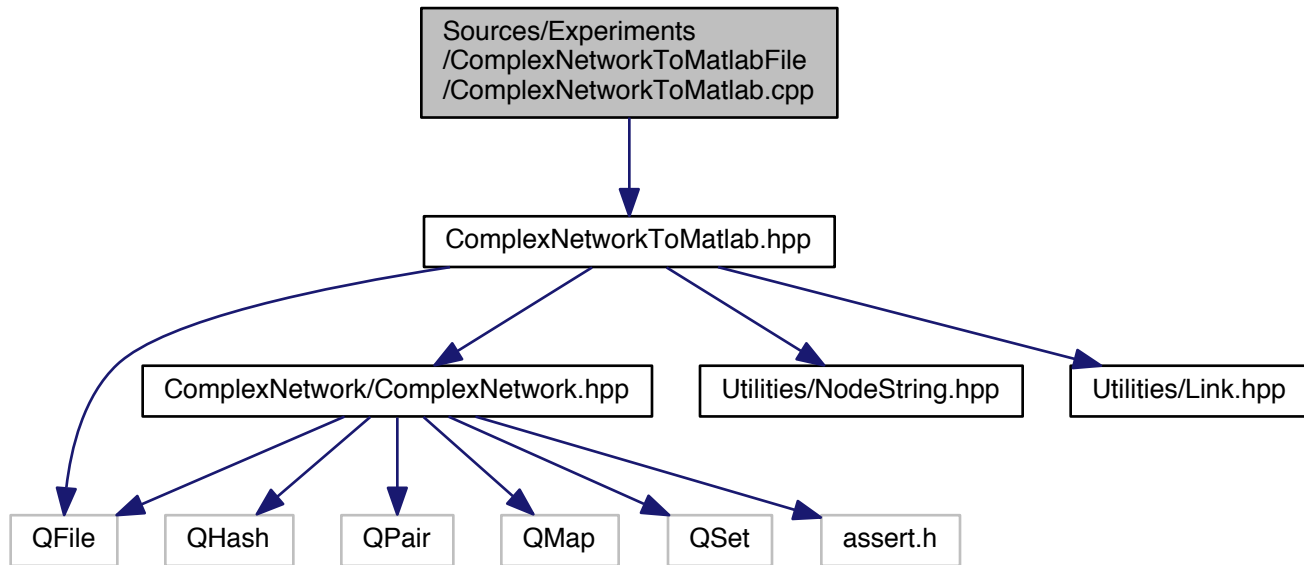 Sources/Experiments
/ComplexNetworkToMatlabFile
/ComplexNetworkToMatlab.cpp
ComplexNetworkToMatlab.hpp
ComplexNetwork/ComplexNetwork.hpp
Utilities/NodeString.hpp
Utilities/Link.hpp
QFile
QHash
QPair
QMap
QSet
assert.h